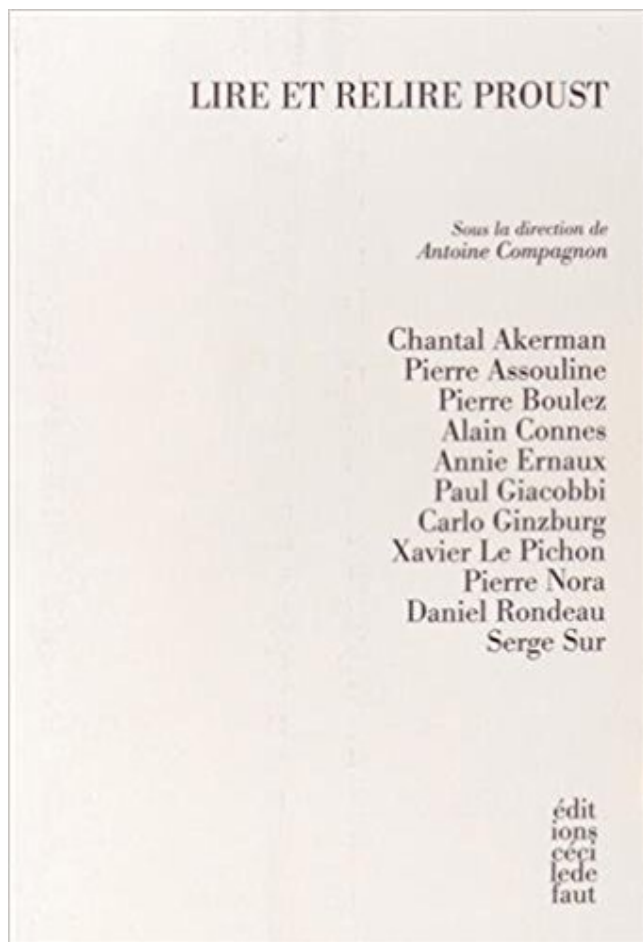 LIRE ET RELIRE PROUST
Sous la direction de
Antoine Compagnon
Chantal Akerman
Pierre Assouline
Pierre Boulez
Alain Connes
Annie Ernaux
Paul Giacobbi
Carlo Ginzburg
Xavier Le Pichon
Pierre Nora
Daniel Rondeau
Serge Sur
édit
ions
céci
lede
faut